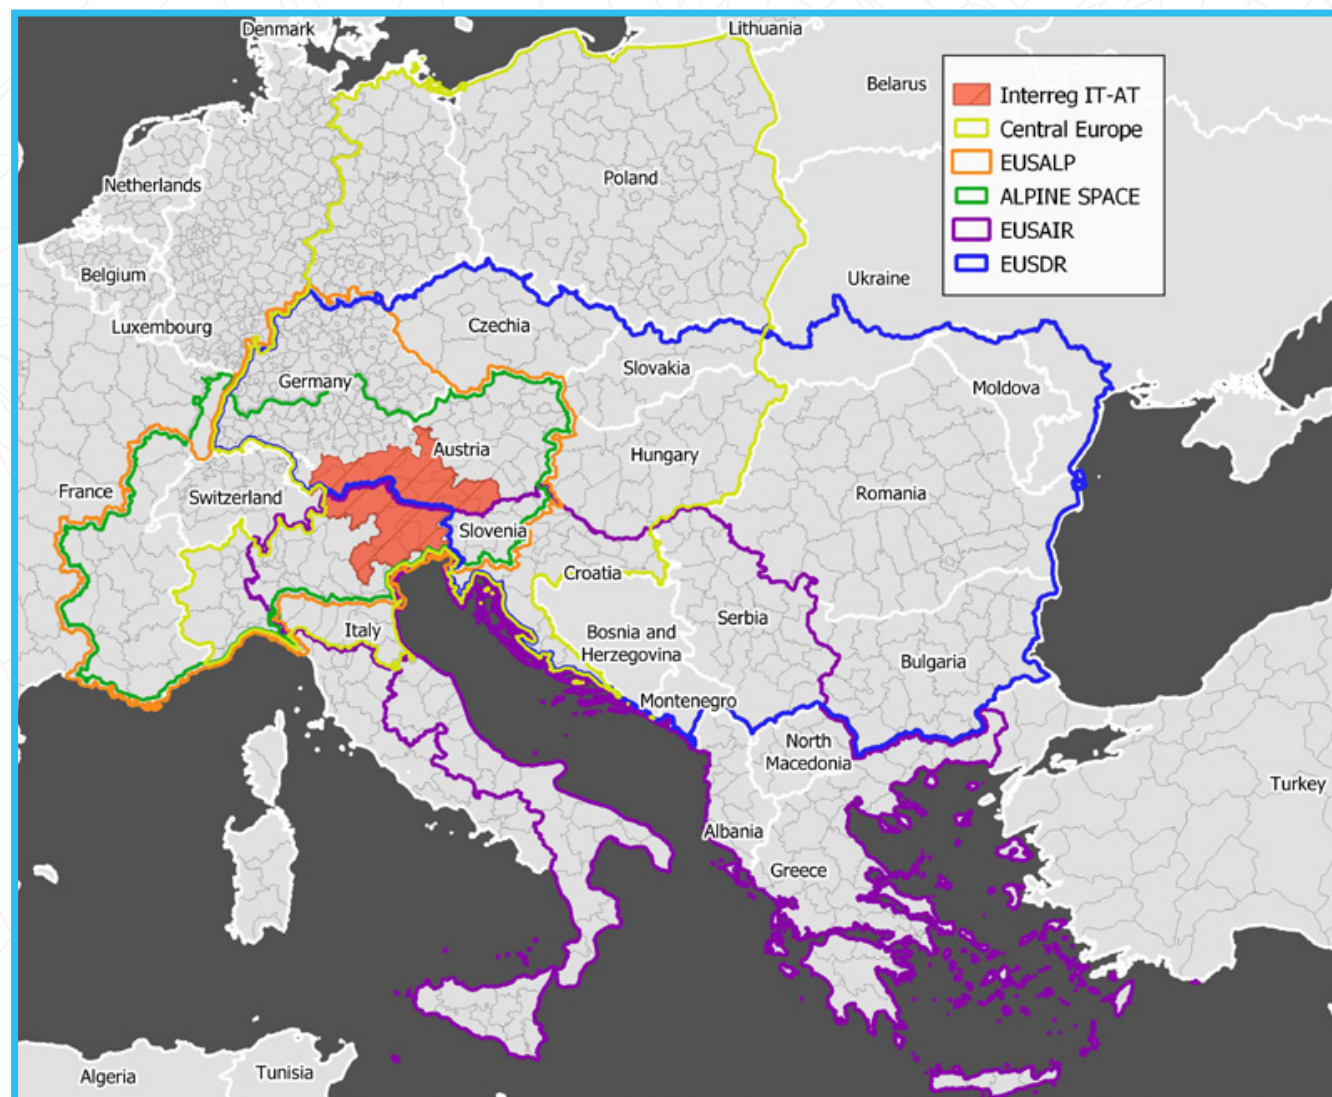 Denmark
Lithuania
Belarus
Interreg IT-AT
Central Europe
EUSALP
ALPINE SPACE
EUSAIR
EUSDR
Netherlands
Poland
Belgium
Ukraine
Luxembourg
Czechia
Slovakia
Germany
Moldova
Austria
Hungary
France
Switzerland
Romania
Slovenia
Croatia
Italy
Serbia
Bosnia and
Herzegovina
Bulgaria
Montenegro
North
Macedonia
Turkey
Albania
Greece
Algeria
Tunisia